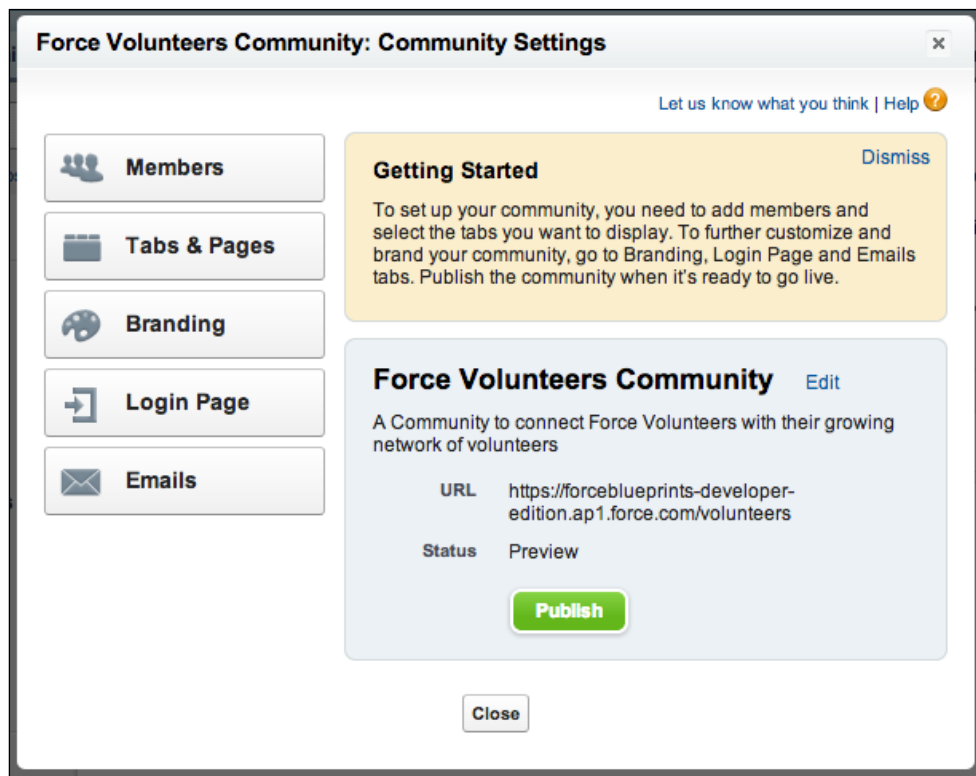 Force Volunteers Community: Community Settings
Let us know what you think | Help
Members
Tabs & Pages
Branding
Login Page
Emails
Dismiss
Getting Started
To set up your community, you need to add members and
select the tabs you want to display. To further customize and
brand your community, go to Branding, Login Page and Emails
tabs. Publish the community when it's ready to go live.
Force Volunteers Community Edit
A Community to connect Force Volunteers with their growing
network of volunteers
URL https://forceblueprints-developer-
edition.ap1.force.com/volunteers
Status Preview
Publish
Close